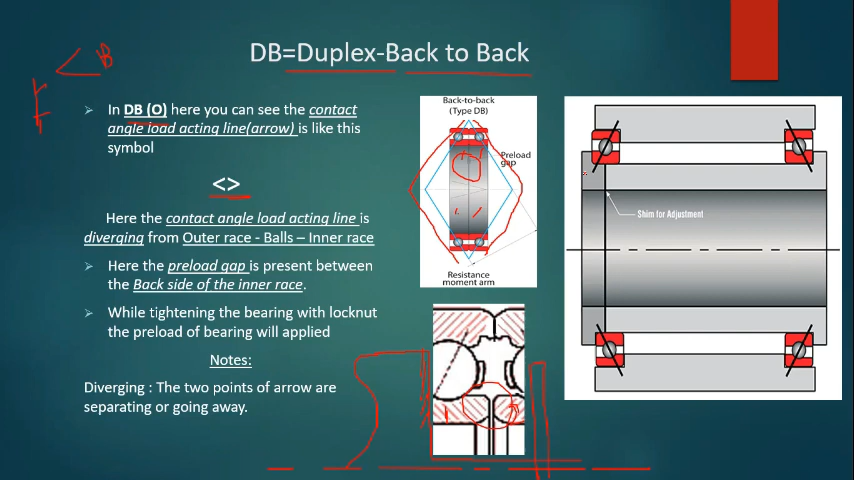 DB=Duplex-Back to Back
B
In DB (O) here you can see the contact
angle load acting line(arrow) is like this
symbol
<>
Here the contact angle load acting line is
diverging from Outer race - Balls – Inner race
Here the preload gap is present between
the Back side of the inner race.
While tightening the bearing with locknut
the preload of bearing will applied
Notes:
Diverging : The two points of arrow are
separating or going away.
Back-to-back
(Type DB)
Preload
gap
Resistance
moment arm
Shim for Adjustment